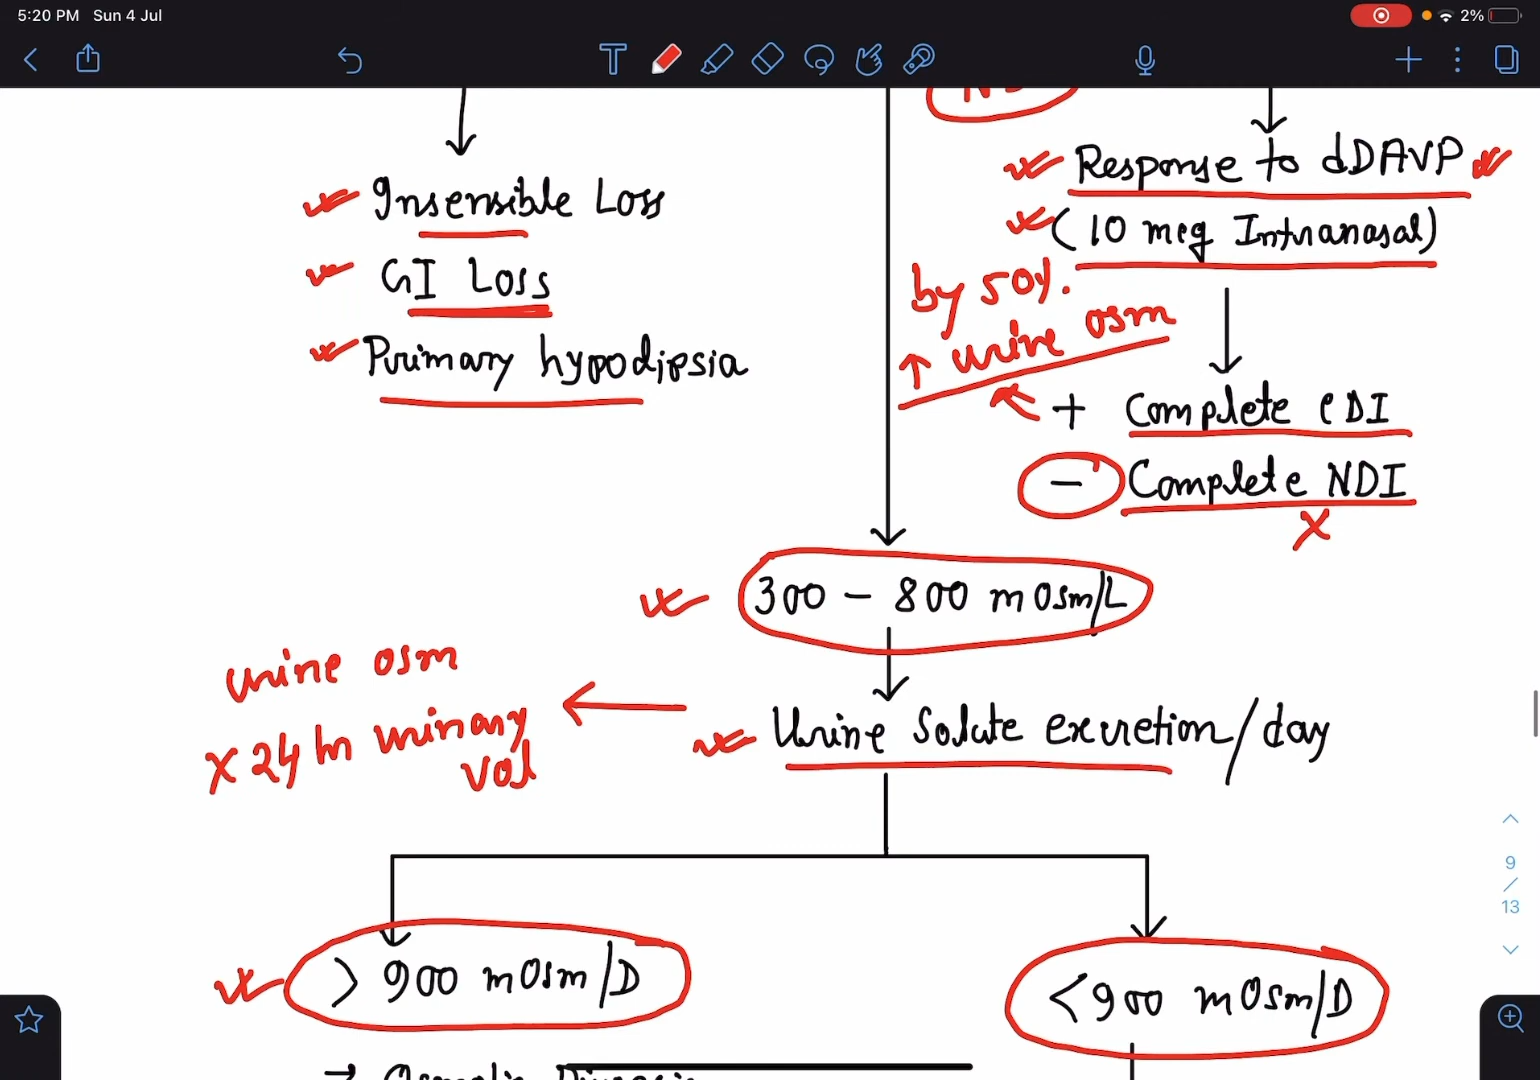 5:20 PM Sun 4 Jul
2%
Insensible Loss
GI Loss
Primary hypodipsia
Response to dDAVP
(10 mcg Intranasal)
by 50%.
↑ urine osm
+ Complete CDI
− Complete NDI
X
300 – 800 mOsm/L
Urine Solute excretion/day
urine osm
x 24 hr urinary
vol
> 900 mOsm/D
< 900 mOsm/D
9
/
13